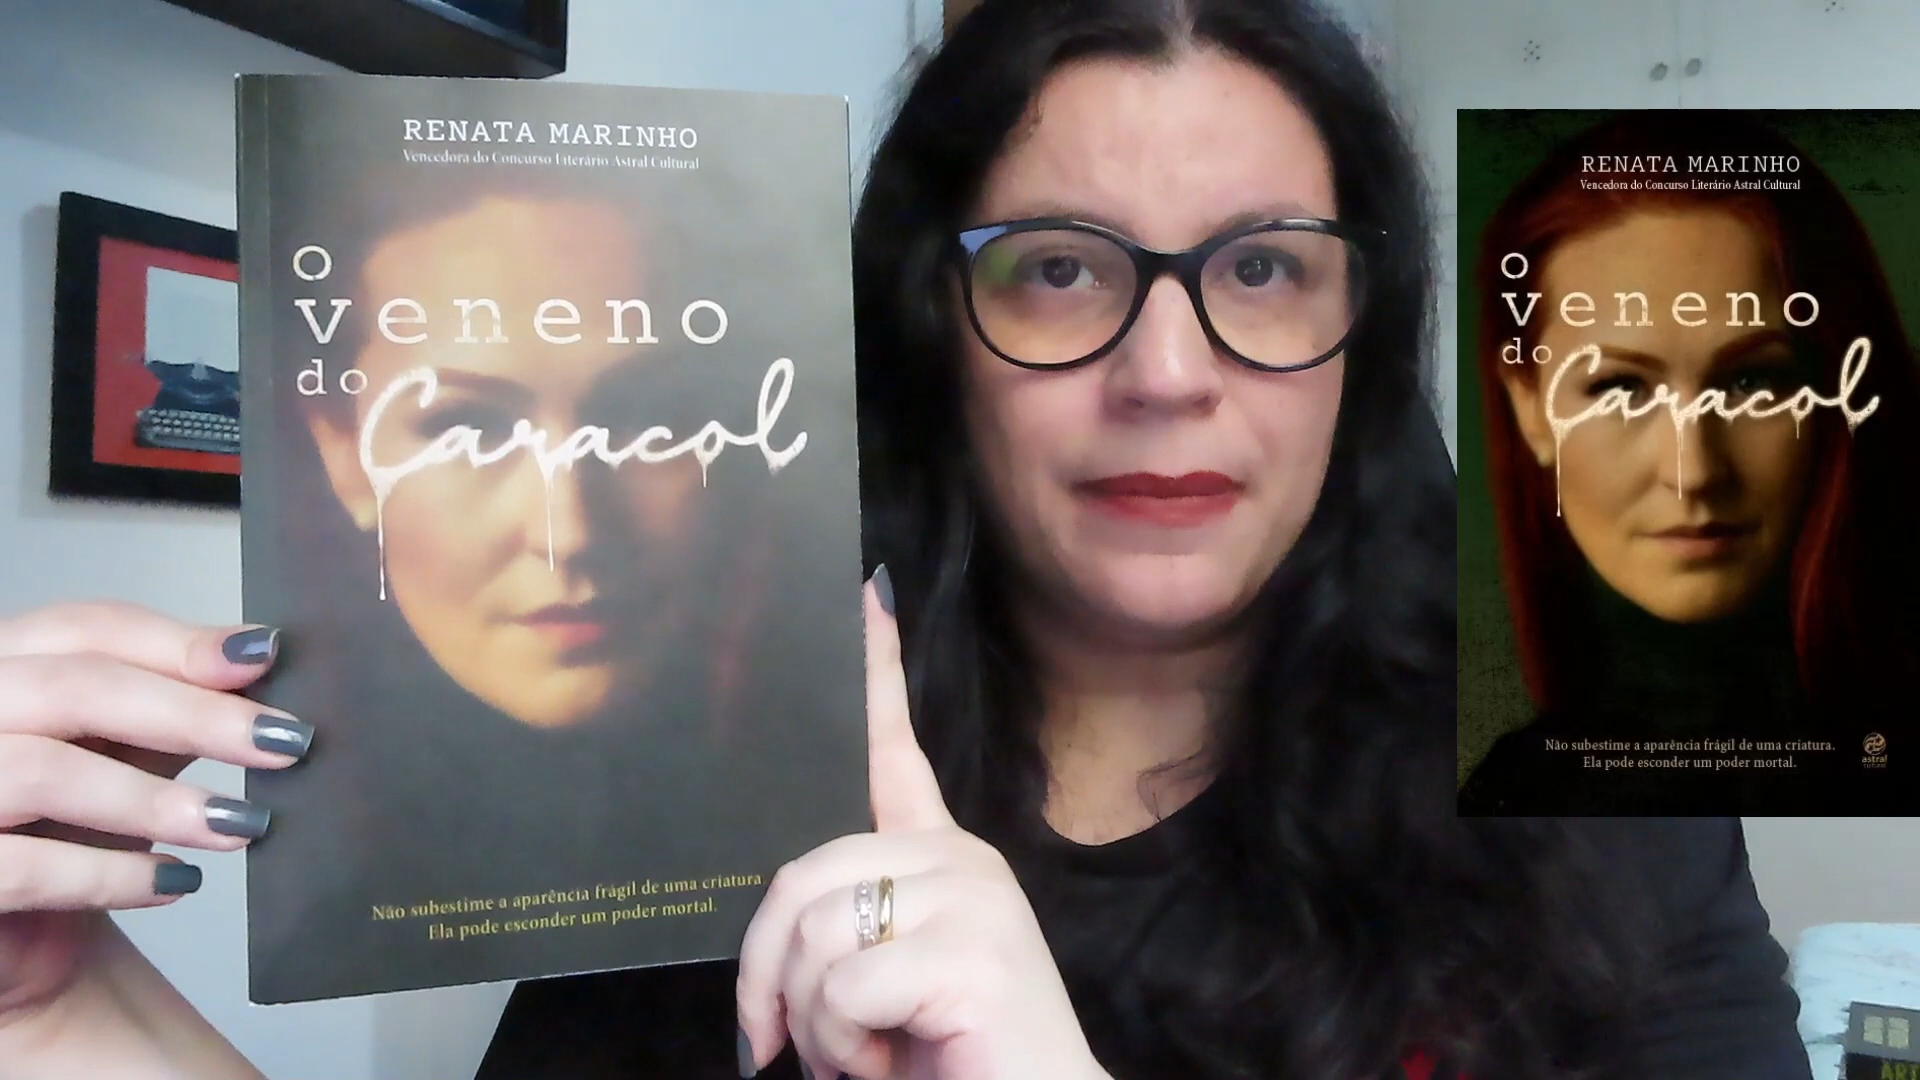 RENATA MARINHO
Vencedora do Concurso Literário Astral Cultural
o
veneno
do Caracol
Não subestime a aparência frágil de uma criatura
Ela pode esconder um poder mortal.
RENATA MARINHO
Vencedora do Concurso Literário Astral Cultural
o
veneno
do Caracol
Não subestime a aparência frágil de uma criatura.
Ela pode esconder um poder mortal.
astral
cultural